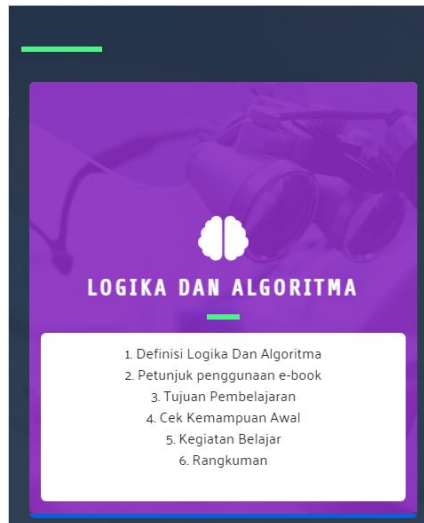 LOGIKA DAN ALGORITMA
1. Definisi Logika Dan Algoritma
2. Petunjuk penggunaan e-book
3. Tujuan Pembelajaran
4. Cek Kemampuan Awal
5. Kegiatan Belajar
6. Rangkuman